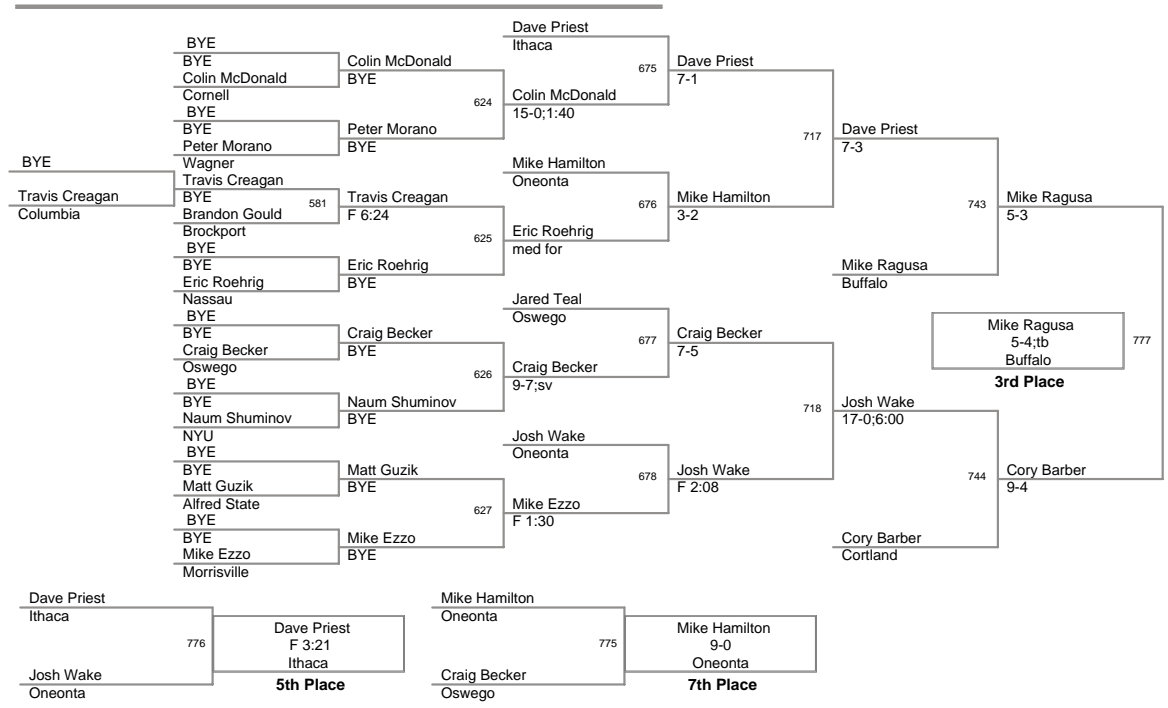 BYE
Travis Creagan
Columbia
BYE
BYE
Colin McDonald
Cornell
BYE
BYE
Peter Morano
Wagner
Travis Creagan
BYE
581
Brandon Gould
Brockport
BYE
BYE
Eric Roehrig
Nassau
BYE
BYE
Craig Becker
Oswego
BYE
BYE
Naum Shuminov
NYU
BYE
BYE
Matt Guzik
Alfred State
BYE
BYE
Mike Ezzo
Morrisville
Colin McDonald
BYE
624
Peter Morano
BYE
Travis Creagan
F 6:24
625
Eric Roehrig
BYE
Craig Becker
BYE
626
Naum Shuminov
BYE
Matt Guzik
BYE
627
Mike Ezzo
BYE
Dave Priest
Ithaca
675
Colin McDonald
15-0;1:40
Mike Hamilton
Oneonta
676
Eric Roehrig
med for
Jared Teal
Oswego
677
Craig Becker
9-7;sv
Josh Wake
Oneonta
678
Mike Ezzo
F 1:30
Dave Priest
7-1
717
Mike Hamilton
3-2
Craig Becker
7-5
718
Josh Wake
F 2:08
Dave Priest
7-3
743
Mike Ragusa
Buffalo
Josh Wake
17-0;6:00
744
Cory Barber
Cortland
Mike Ragusa
5-3
Mike Ragusa
5-4;tb
Buffalo
777
3rd Place
Cory Barber
9-4
Dave Priest
Ithaca
776
Josh Wake
Oneonta
Dave Priest
F 3:21
Ithaca
5th Place
Mike Hamilton
Oneonta
775
Craig Becker
Oswego
Mike Hamilton
9-0
Oneonta
7th Place